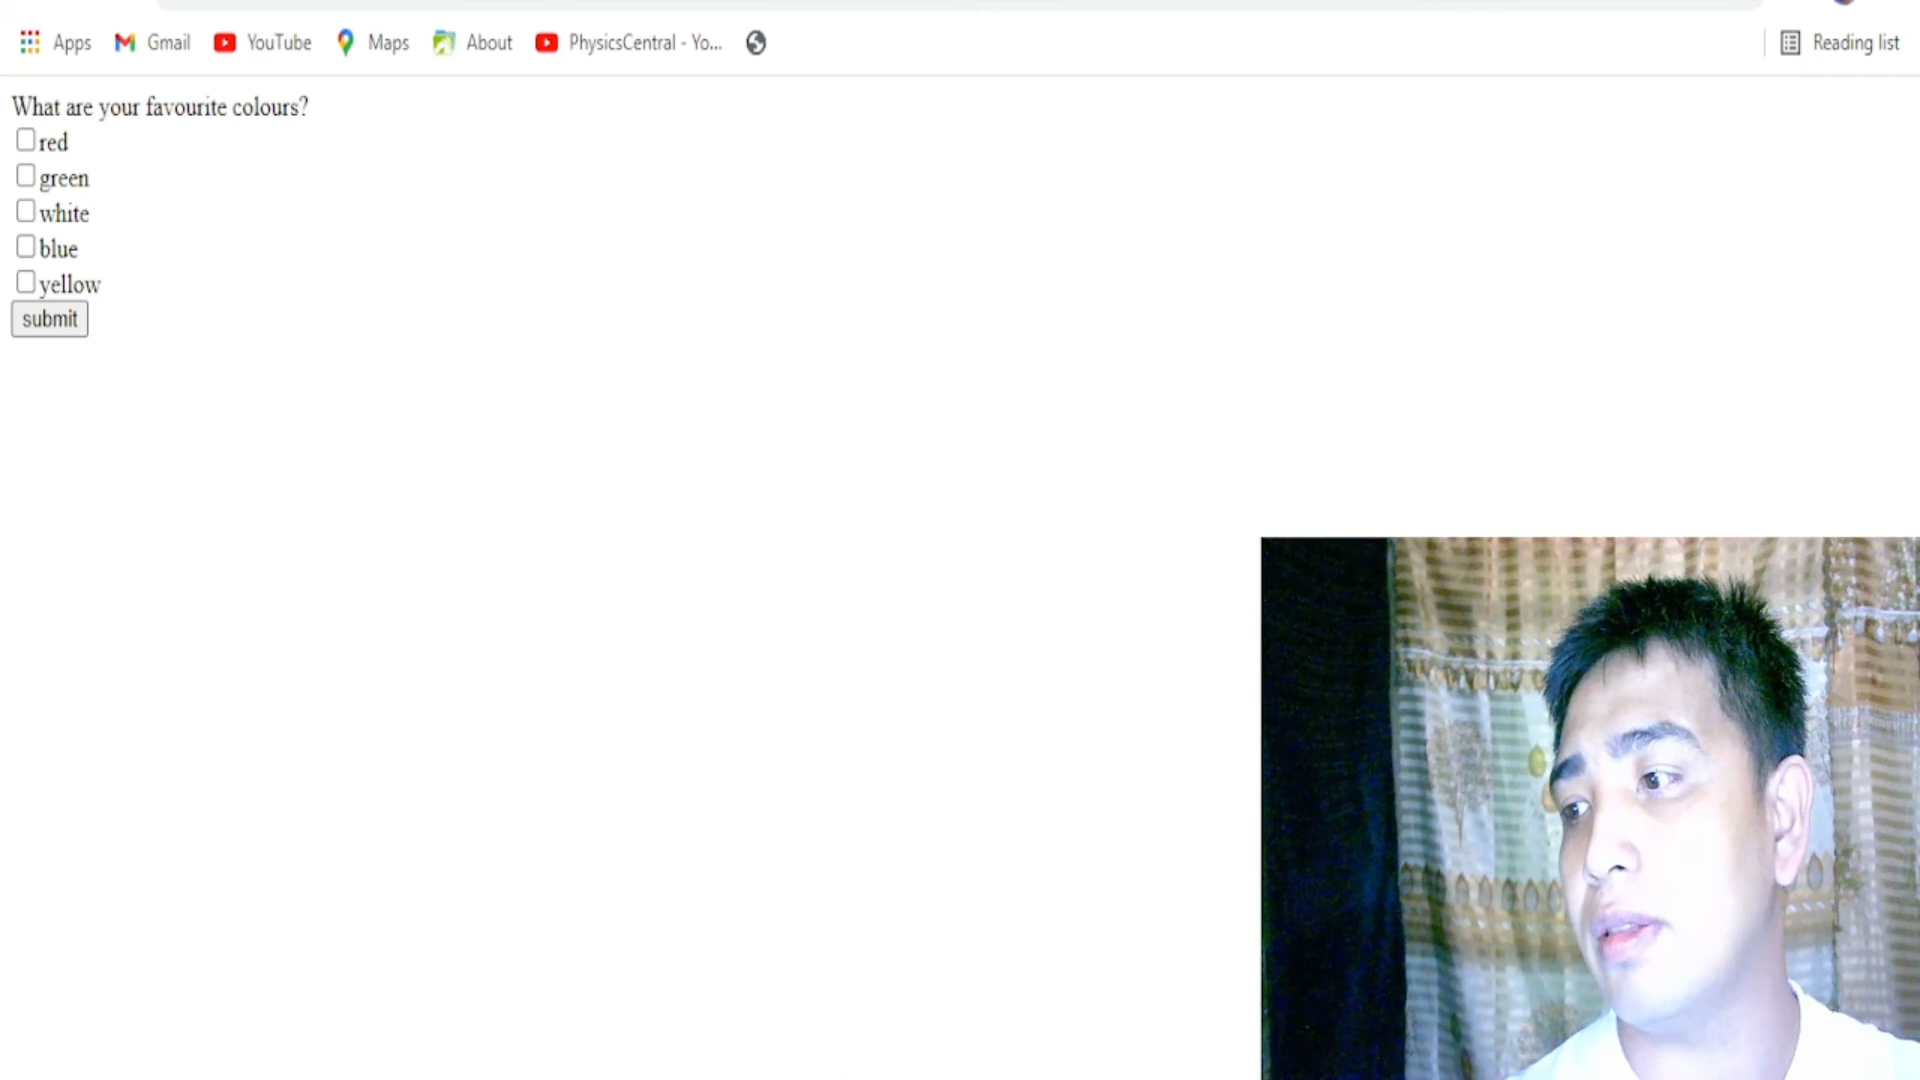 Apps Gmail YouTube Maps About PhysicsCentral - Yo... Reading list
What are your favourite colours?
red
green
white
blue
yellow
submit